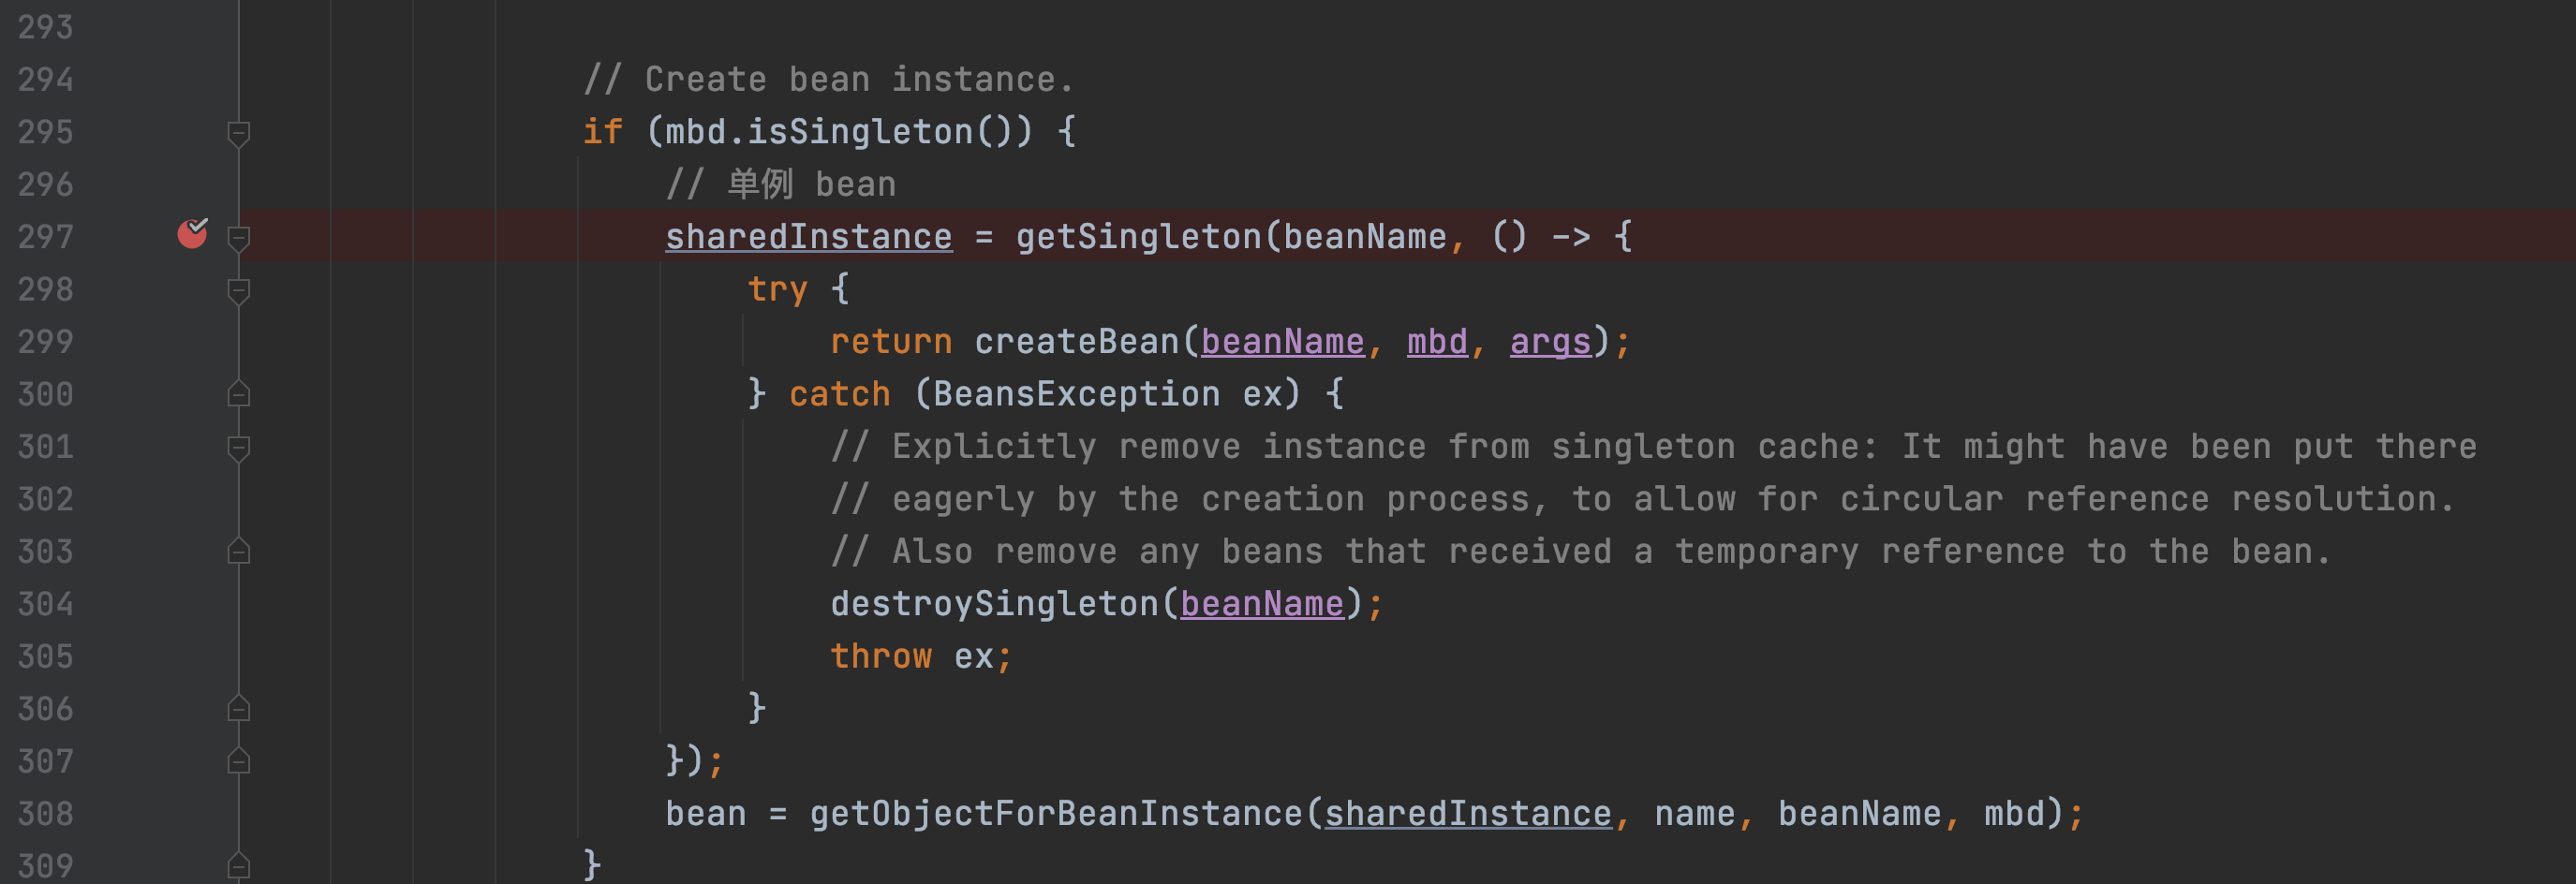 293
294 // Create bean instance.
295 if (mbd.isSingleton()) {
296 // 单例 bean
297 sharedInstance = getSingleton(beanName, () -> {
298 try {
299 return createBean(beanName, mbd, args);
300 } catch (BeansException ex) {
301 // Explicitly remove instance from singleton cache: It might have been put there
302 // eagerly by the creation process, to allow for circular reference resolution.
303 // Also remove any beans that received a temporary reference to the bean.
304 destroySingleton(beanName);
305 throw ex;
306 }
307 });
308 bean = getObjectForBeanInstance(sharedInstance, name, beanName, mbd);
309 }